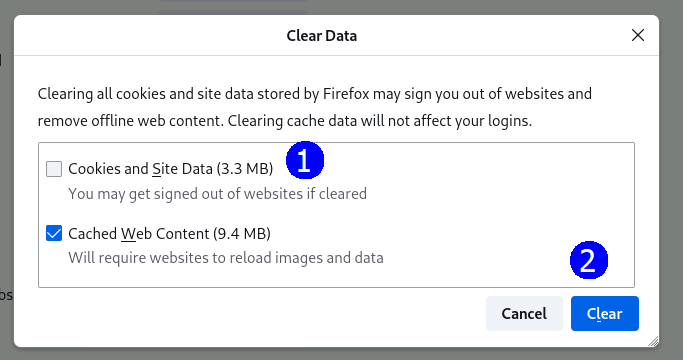 Clear Data
Clearing all cookies and site data stored by Firefox may sign you out of websites and
remove offline web content. Clearing cache data will not affect your logins.
1
Cookies and Site Data (3.3 MB)
You may get signed out of websites if cleared
Cached Web Content (9.4 MB)
Will require websites to reload images and data
2
Cancel
Clear